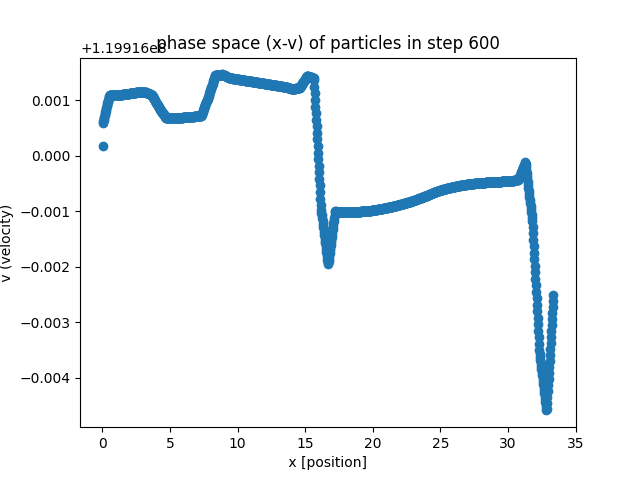 phase space (x-v) of particles in step 600
+1.19916e8
0.001
0.000
−0.001
−0.002
−0.003
−0.004
v (velocity)
0 5 10 15 20 25 30 35
x [position]